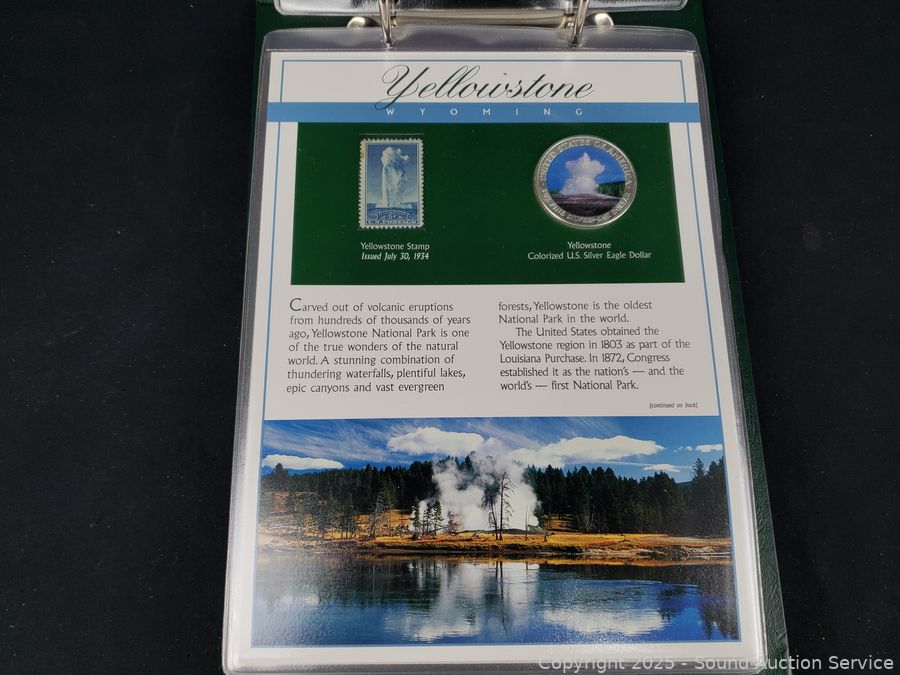 Yellowstone
WYOMING
UNITED STATES OF AMERICA
Yellowstone Stamp
Issued July 30, 1934
Yellowstone
Colorized U.S. Silver Eagle Dollar
Carved out of volcanic eruptions
from hundreds of thousands of years
ago, Yellowstone National Park is one
of the true wonders of the natural
world. A stunning combination of
thundering waterfalls, plentiful lakes,
epic canyons and vast evergreen
forests, Yellowstone is the oldest
National Park in the world.
The United States obtained the
Yellowstone region in 1803 as part of the
Louisiana Purchase. In 1872, Congress
established it as the nation's — and the
world's — first National Park.
[continued on back]
Copyright 2025 - Sound Auction Service